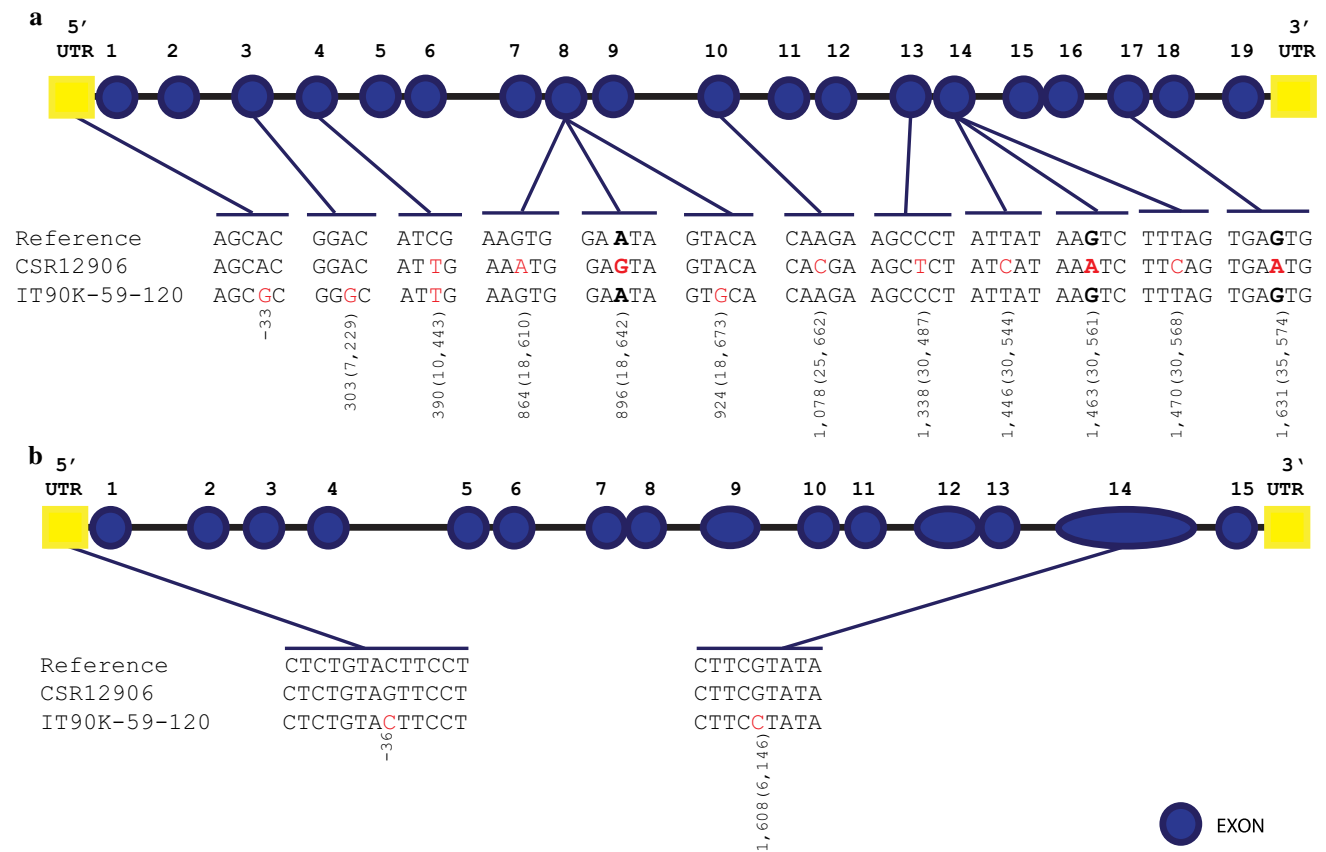 a
5′ 3′
UTR 1 2 3 4 5 6 7 8 9 10 11 12 13 14 15 16 17 18 19 UTR
Reference AGCAC GGAC ATCG AAGTG GAATA GTACA CAAGA AGCCCT ATTAT AAGTC TTTAG TGAGTG
CSR12906 AGCAC GGAC ATTG AAATG GAGTA GTACA CACGA AGCTCT ATCAT AAATC TTCAG TGAATG
IT90K-59-120 AGCGC GGGC ATTG AAGTG GAATA GTGCA CAAGA AGCCCT ATTAT AAGTC TTTAG TGAGTG
-33 303(7,229) 390(10,443) 864(18,610) 896(18,642) 924(18,673) 1,078(25,662) 1,338(30,487) 1,446(30,544) 1,463(30,561) 1,470(30,568) 1,631(35,574)
b
5′ 3‵
UTR 1 2 3 4 5 6 7 8 9 10 11 12 13 14 15 UTR
Reference CTCTGTACTTCCT CTTCGTATA
CSR12906 CTCTGTAGTTCCT CTTCGTATA
IT90K-59-120 CTCTGTACTTCCT CTTCCTATA
-36 1,608(6,146)
EXON